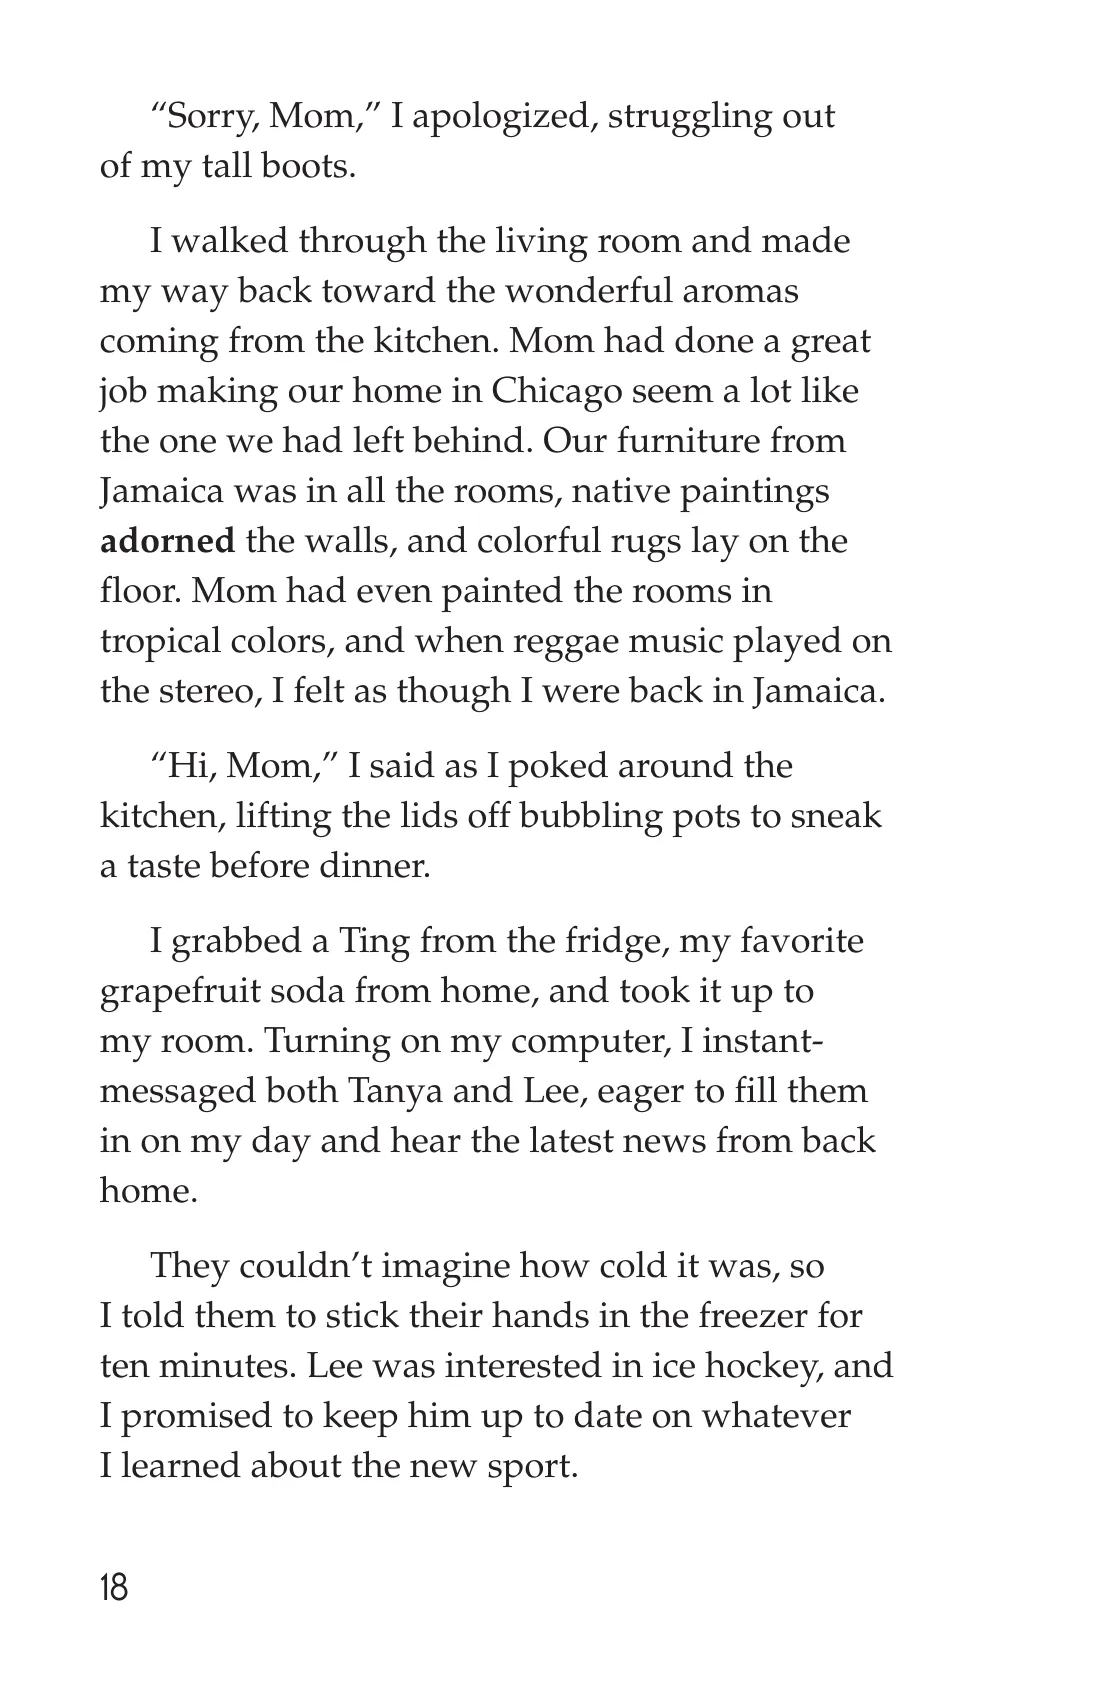 “Sorry, Mom,” I apologized, struggling out
of my tall boots.
I walked through the living room and made
my way back toward the wonderful aromas
coming from the kitchen. Mom had done a great
job making our home in Chicago seem a lot like
the one we had left behind. Our furniture from
Jamaica was in all the rooms, native paintings
adorned the walls, and colorful rugs lay on the
floor. Mom had even painted the rooms in
tropical colors, and when reggae music played on
the stereo, I felt as though I were back in Jamaica.
“Hi, Mom,” I said as I poked around the
kitchen, lifting the lids off bubbling pots to sneak
a taste before dinner.
I grabbed a Ting from the fridge, my favorite
grapefruit soda from home, and took it up to
my room. Turning on my computer, I instant-
messaged both Tanya and Lee, eager to fill them
in on my day and hear the latest news from back
home.
They couldn’t imagine how cold it was, so
I told them to stick their hands in the freezer for
ten minutes. Lee was interested in ice hockey, and
I promised to keep him up to date on whatever
I learned about the new sport.
18